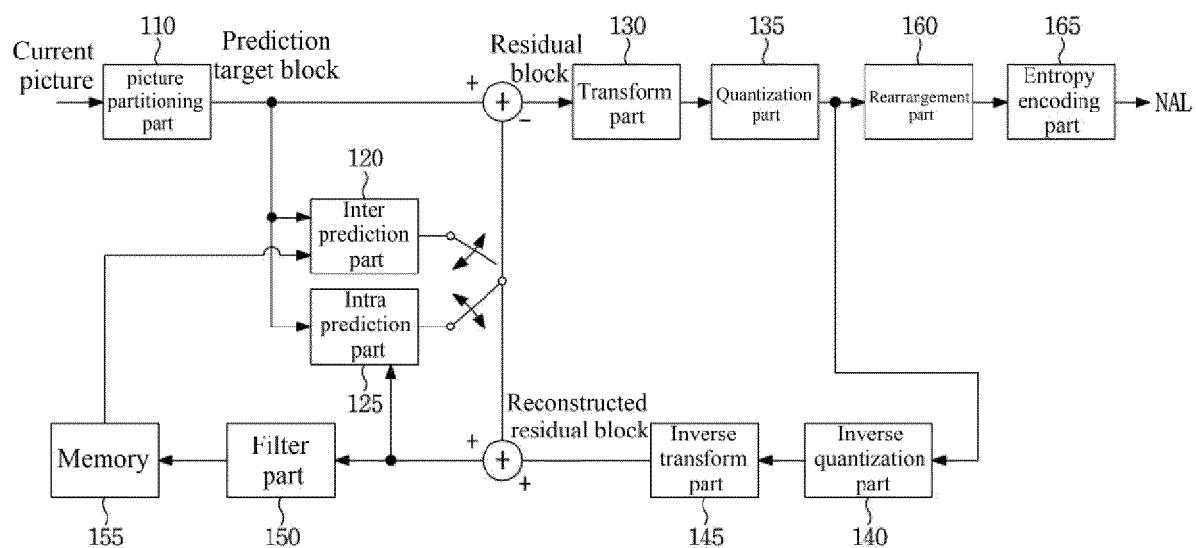 110
130
135
160
165
Current
picture
picture
partitioning
part
Prediction
target block
+
+
−
Residual
block
Transform
part
Quantization
part
Rearrangement
part
Entropy
encoding
part
NAL
120
Inter
prediction
part
Intra
prediction
part
125
Memory
155
Filter
part
150
+
+
+
Reconstructed
residual block
Inverse
transform
part
145
Inverse
quantization
part
140